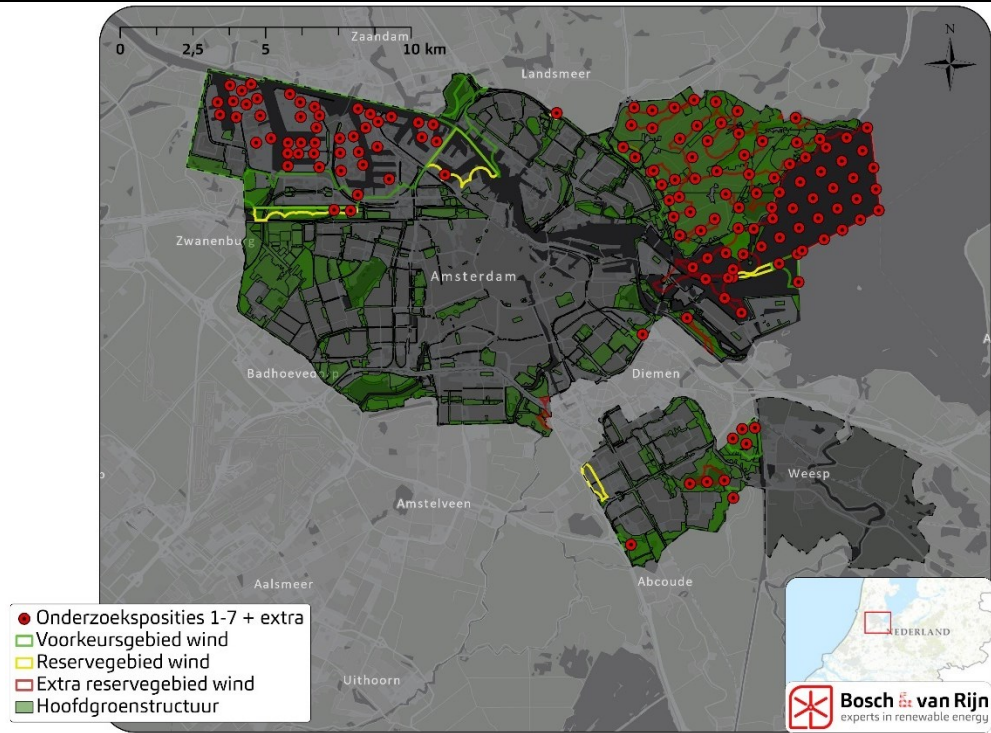 0 2,5 5 10 km
Zaandam
Landsmeer
N
Zwanenburg
Amsterdam
Badhoevedorp
Diemen
Weesp
Amstelveen
Abcoude
Aalsmeer
Uithoorn
Onderzoeksposities 1-7 + extra
Voorkeursgebied wind
Reservegebied wind
Extra reservegebied wind
Hoofdgroenstructuur
NEDERLAND
Bosch & van Rijn
experts in renewable energy